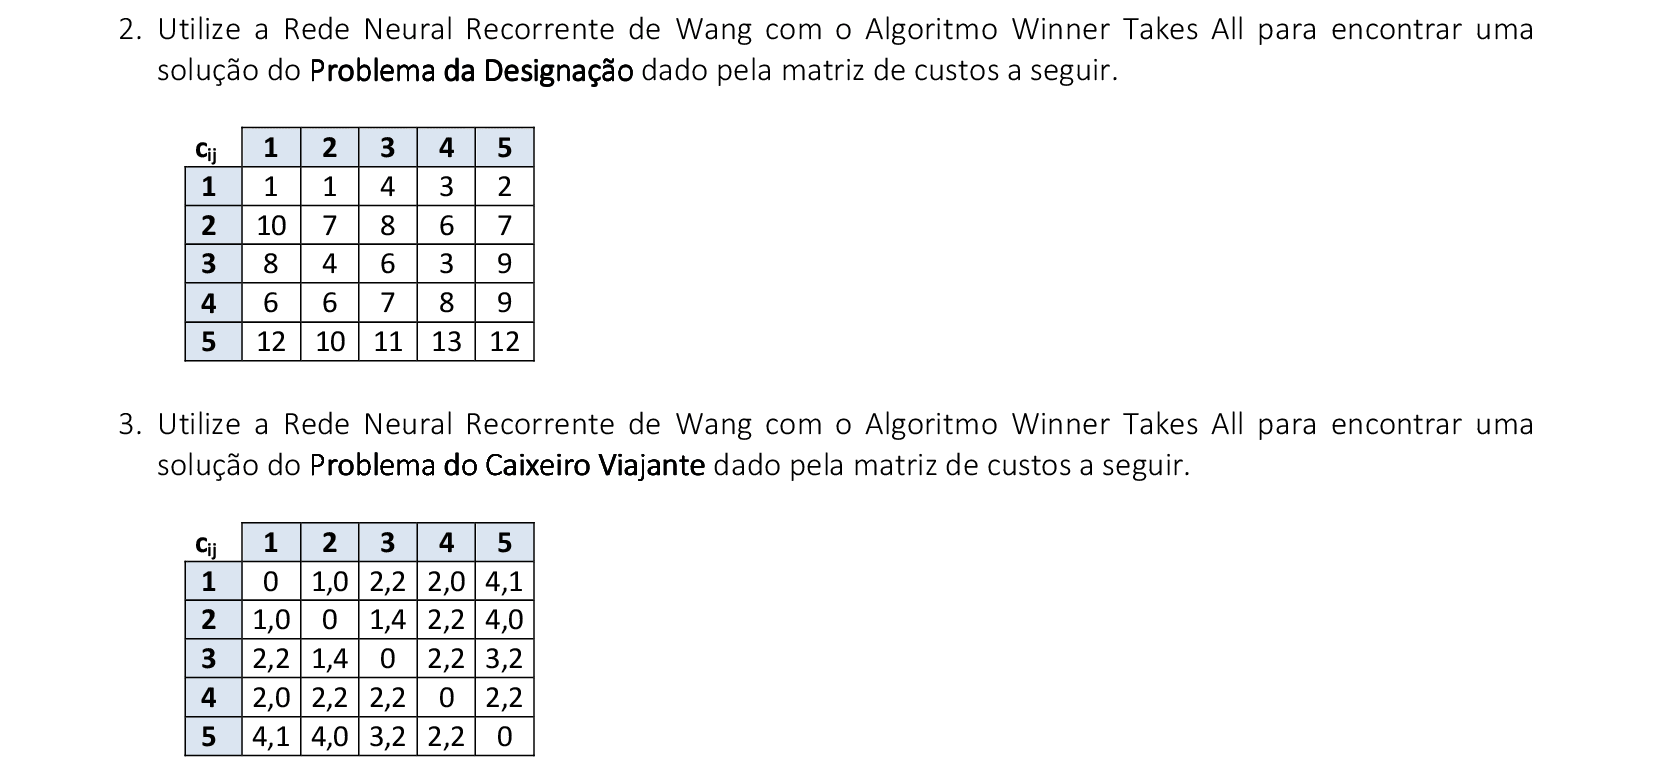 2. Utilize a Rede Neural Recorrente de Wang com o Algoritmo Winner Takes All para encontrar uma
solução do Problema da Designação dado pela matriz de custos a seguir.
cij 1 2 3 4 5
1 1 1 4 3 2
2 10 7 8 6 7
3 8 4 6 3 9
4 6 6 7 8 9
5 12 10 11 13 12
3. Utilize a Rede Neural Recorrente de Wang com o Algoritmo Winner Takes All para encontrar uma
solução do Problema do Caixeiro Viajante dado pela matriz de custos a seguir.
cij 1 2 3 4 5
1 0 1,0 2,2 2,0 4,1
2 1,0 0 1,4 2,2 4,0
3 2,2 1,4 0 2,2 3,2
4 2,0 2,2 2,2 0 2,2
5 4,1 4,0 3,2 2,2 0